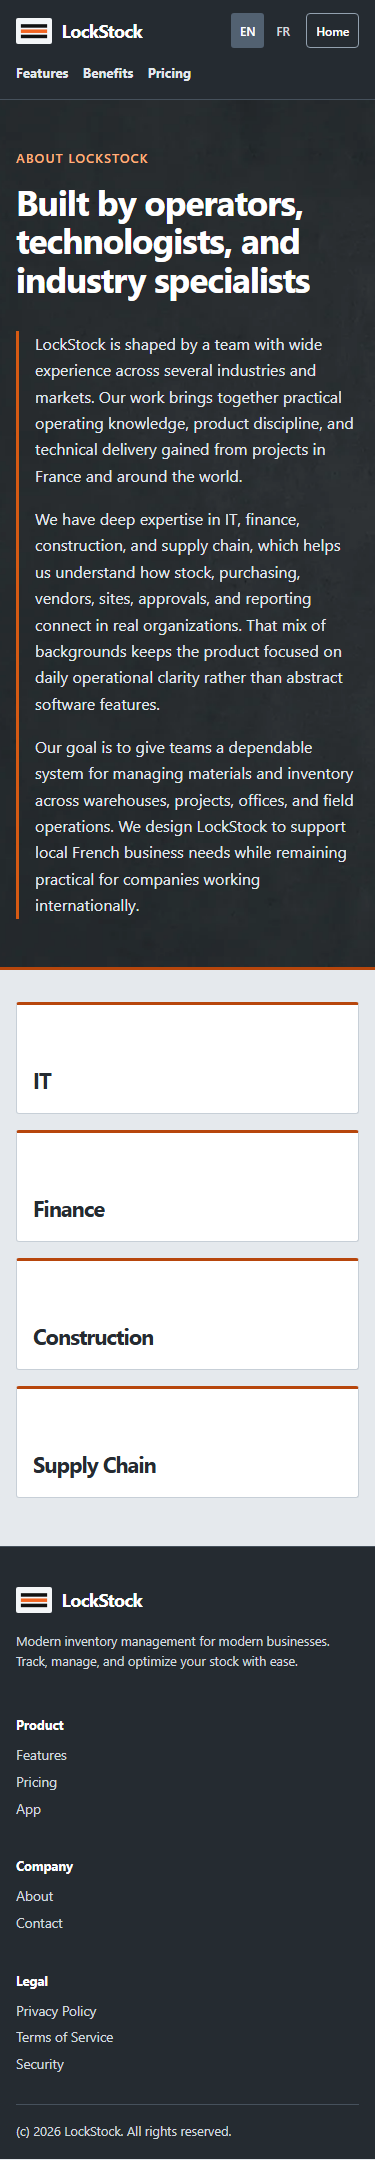 LockStock
EN FR Home
Features Benefits Pricing
ABOUT LOCKSTOCK
Built by operators,
technologists, and
industry specialists
LockStock is shaped by a team with wide
experience across several industries and
markets. Our work brings together practical
operating knowledge, product discipline, and
technical delivery gained from projects in
France and around the world.
We have deep expertise in IT, finance,
construction, and supply chain, which helps
us understand how stock, purchasing,
vendors, sites, approvals, and reporting
connect in real organizations. That mix of
backgrounds keeps the product focused on
daily operational clarity rather than abstract
software features.
Our goal is to give teams a dependable
system for managing materials and inventory
across warehouses, projects, offices, and field
operations. We design LockStock to support
local French business needs while remaining
practical for companies working
internationally.
IT
Finance
Construction
Supply Chain
LockStock
Modern inventory management for modern businesses.
Track, manage, and optimize your stock with ease.
Product
Features
Pricing
App
Company
About
Contact
Legal
Privacy Policy
Terms of Service
Security
(c) 2026 LockStock. All rights reserved.